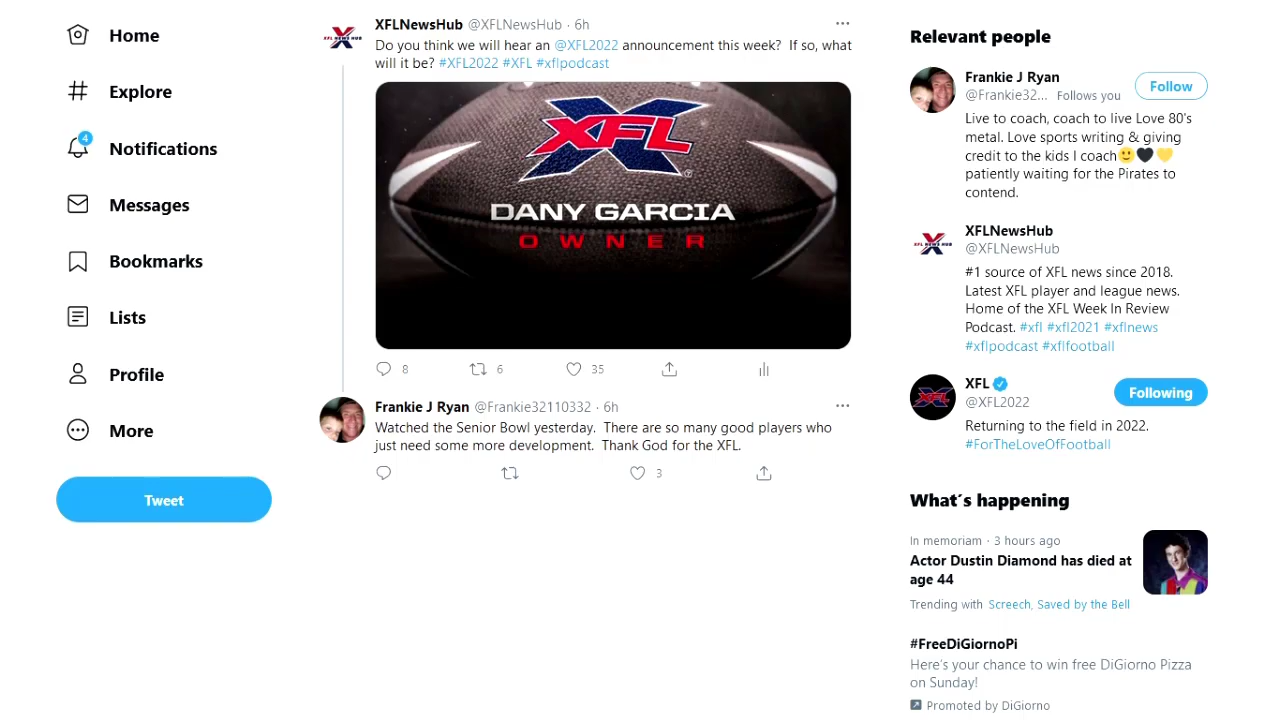 Home
Explore
4
Notifications
Messages
Bookmarks
Lists
Profile
More
Tweet
XFL NEWS HUB
XFLNewsHub @XFLNewsHub · 6h
Do you think we will hear an @XFL2022 announcement this week? If so, what
will it be? #XFL2022 #XFL #xflpodcast
XFL
®
DANY GARCIA
OWNER
8 6 35
Frankie J Ryan @Frankie32110332 · 6h
Watched the Senior Bowl yesterday. There are so many good players who
just need some more development. Thank God for the XFL.
3
Relevant people
Frankie J Ryan
@Frankie32... Follows you
Follow
Live to coach, coach to live Love 80's
metal. Love sports writing & giving
credit to the kids I coach🙂🖤💛
patiently waiting for the Pirates to
contend.
XFL NEWS HUB
XFLNewsHub
@XFLNewsHub
#1 source of XFL news since 2018.
Latest XFL player and league news.
Home of the XFL Week In Review
Podcast. #xfl #xfl2021 #xflnews
#xflpodcast #xflfootball
XFL
XFL
@XFL2022
Following
Returning to the field in 2022.
#ForTheLoveOfFootball
What´s happening
In memoriam · 3 hours ago
Actor Dustin Diamond has died at
age 44
Trending with Screech, Saved by the Bell
#FreeDiGiornoPi
Here's your chance to win free DiGiorno Pizza
on Sunday!
Promoted by DiGiorno